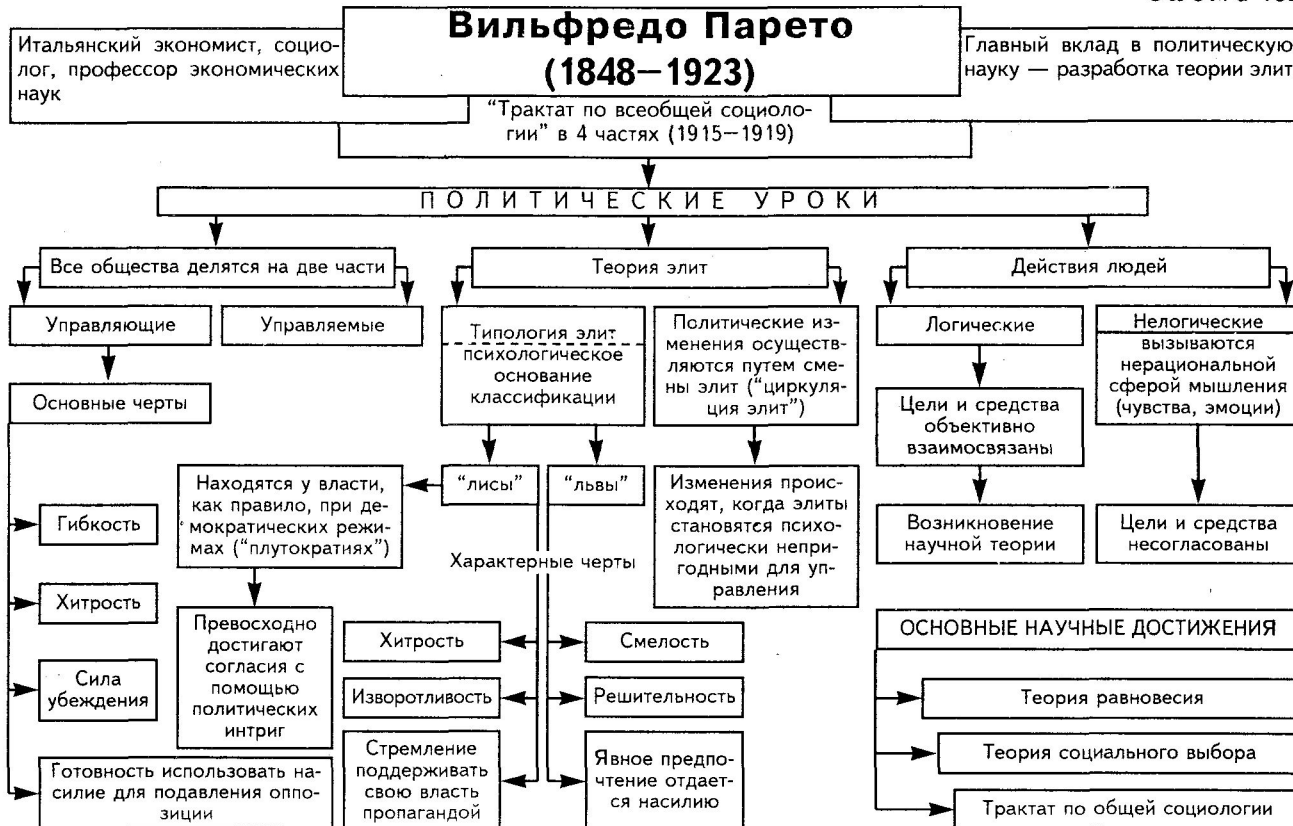 Вильфредо Парето
(1848—1923)
Итальянский экономист, социо-
лог, профессор экономических
наук
Главный вклад в политическую
науку — разработка теории элит
“Трактат по всеобщей социоло-
гии” в 4 частях (1915—1919)
ПОЛИТИЧЕСКИЕ УРОКИ
Все общества делятся на две части
Управляющие
Управляемые
Основные черты
Гибкость
Хитрость
Сила
убеждения
Готовность использовать на-
силие для подавления оппо-
зиции
Теория элит
Типология элит
психологическое
основание
классификации
Политические из-
менения осуществ-
ляются путем сме-
ны элит (“циркуля-
ция элит”)
“лисы”
“львы”
Находятся у власти,
как правило, при де-
мократических режи-
мах (“плутократиях”)
Превосходно
достигают
согласия с
помощью
политических
интриг
Изменения проис-
ходят, когда элиты
становятся психо-
логически непри-
годными для уп-
равления
Характерные черты
Хитрость
Изворотливость
Стремление
поддерживать
свою власть
пропагандой
Смелость
Решительность
Явное предпо-
чтение отдает-
ся насилию
Действия людей
Логические
Нелогические
вызываются
нерациональной
сферой мышления
(чувства, эмоции)
Цели и средства
объективно
взаимосвязаны
Возникновение
научной теории
Цели и средства
несогласованы
ОСНОВНЫЕ НАУЧНЫЕ ДОСТИЖЕНИЯ
Теория равновесия
Теория социального выбора
Трактат по общей социологии